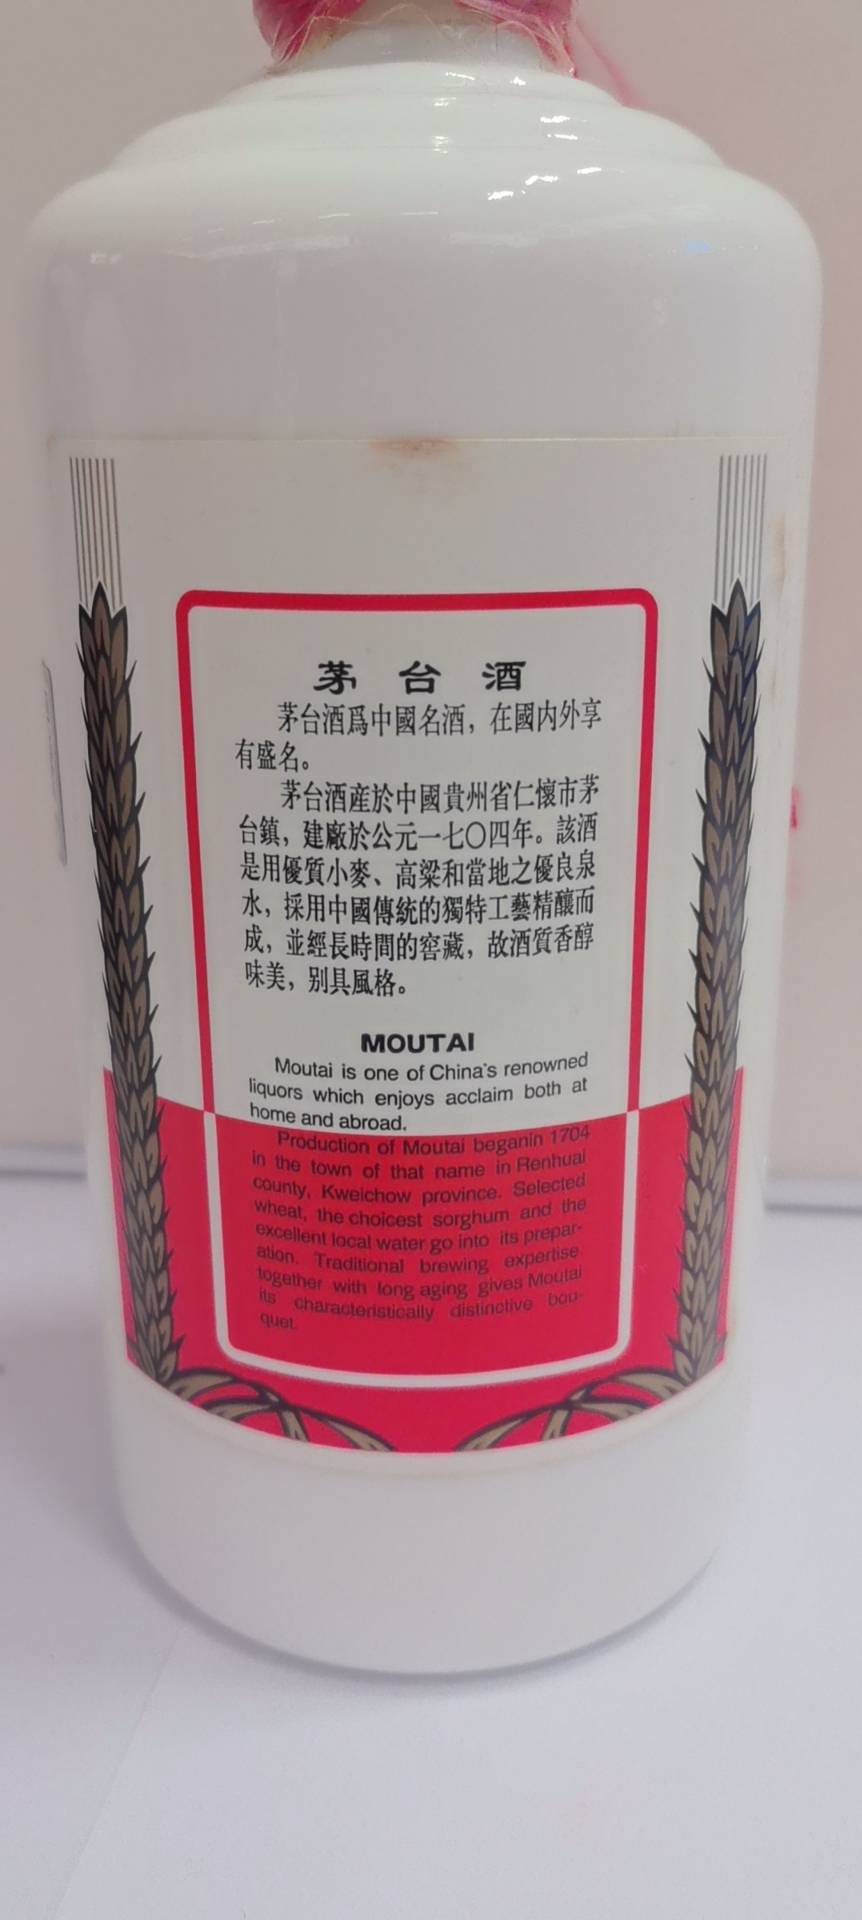 茅台酒
茅台酒爲中國名酒，在國内外享
有盛名。
茅台酒産於中國貴州省仁懷市茅
台鎮，建廠於公元一七〇四年。該酒
是用優質小麥、高粱和當地之優良泉
水，採用中國傳統的獨特工藝精釀而
成，並經長時間的窖藏，故酒質香醇
味美，别具風格。
MOUTAI
Moutai is one of China's renowned
liquors which enjoys acclaim both at
home and abroad.
Production of Moutai beganin 1704
in the town of that name in Renhuai
county, Kweichow province. Selected
wheat, the choicest sorghum and the
excellent local water go into its prepar-
ation. Traditional brewing expertise
together with long aging gives Moutai
its characteristically distinctive bou-
quet.